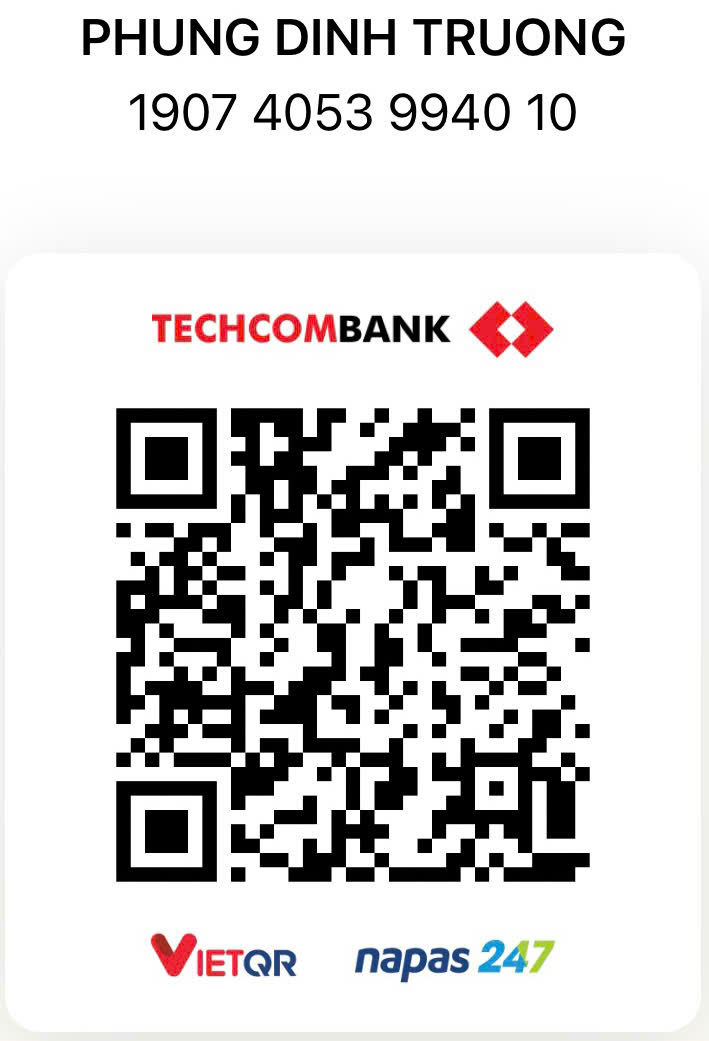 PHUNG DINH TRUONG
1907 4053 9940 10
TECHCOMBANK
VIETQR
napas 247